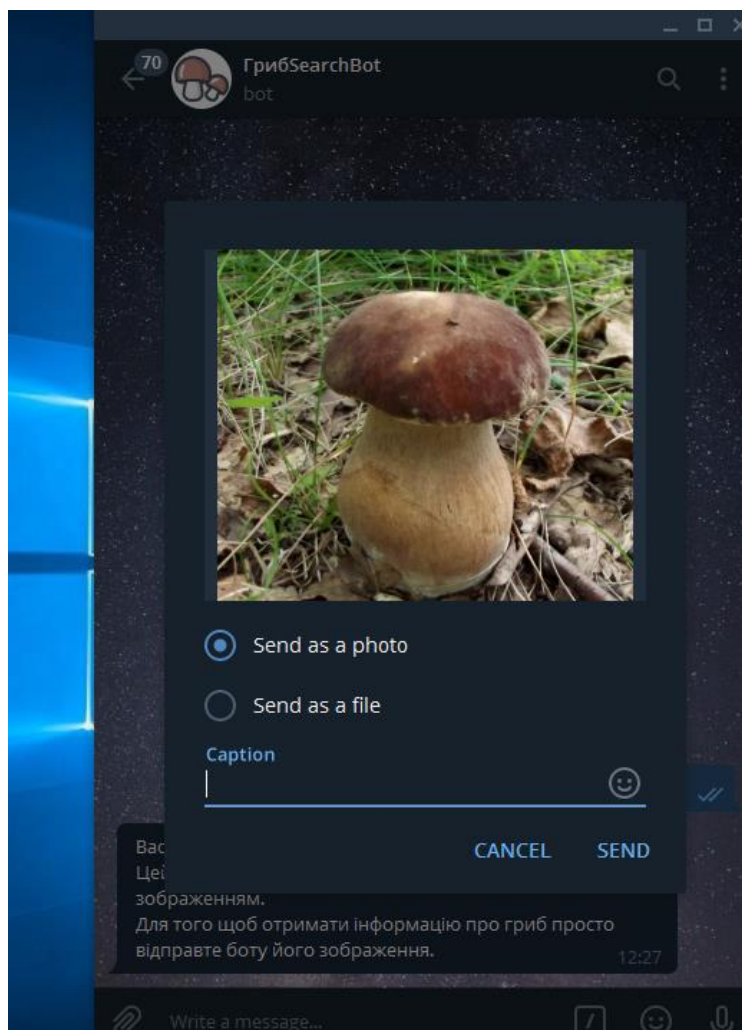 70
ГрибSearchBot
bot
Send as a photo
Send as a file
Caption
CANCEL SEND
зображенням.
Для того щоб отримати інформацію про гриб просто
відправте боту його зображення.
12:27
Write a message...